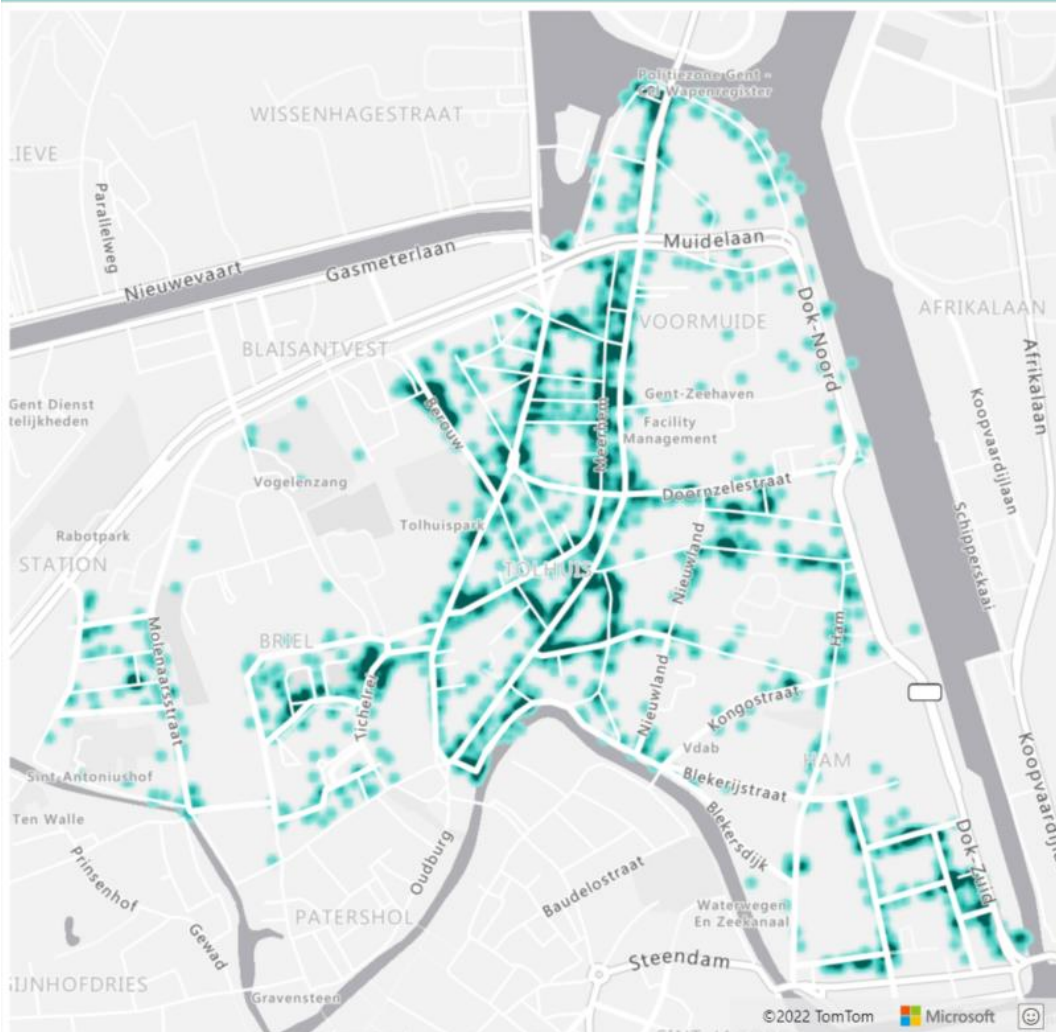 Politiezone Gent -
Cel Wapenregister
WISSENHAGESTRAAT
LIEVE
Parallelweg
Nieuwevaart
Gasmeterlaan
Muidelaan
Dok-Noord
AFRIKALAAN
Afrikalaan
VOORMUIDE
BLAISANTVEST
Gent Dienst
telijkheden
Berouw
Meerhem
Gent-Zeehaven
Facility
Management
Koopvaardijlaan
Vogelenzang
Doornzelestraat
Schipperskaai
Tolhuispark
Rabotpark
STATION
TOLHUIS
Nieuwland
Ham
Molenaarsstraat
BRIEL
Tichelrei
Nieuwland
Kongostraat
Vdab
HAM
Koopvaardijl
Sint-Antoniushof
Blekerijstraat
Ten Walle
Blekersdijk
Oudburg
Dok-Zuid
Prinsenhof
Baudelostraat
Waterwegen
En Zeekanaal
PATERSHOL
Gewad
Steendam
GIJNHOFDRIES
Gravensteen
©2022 TomTom
Microsoft